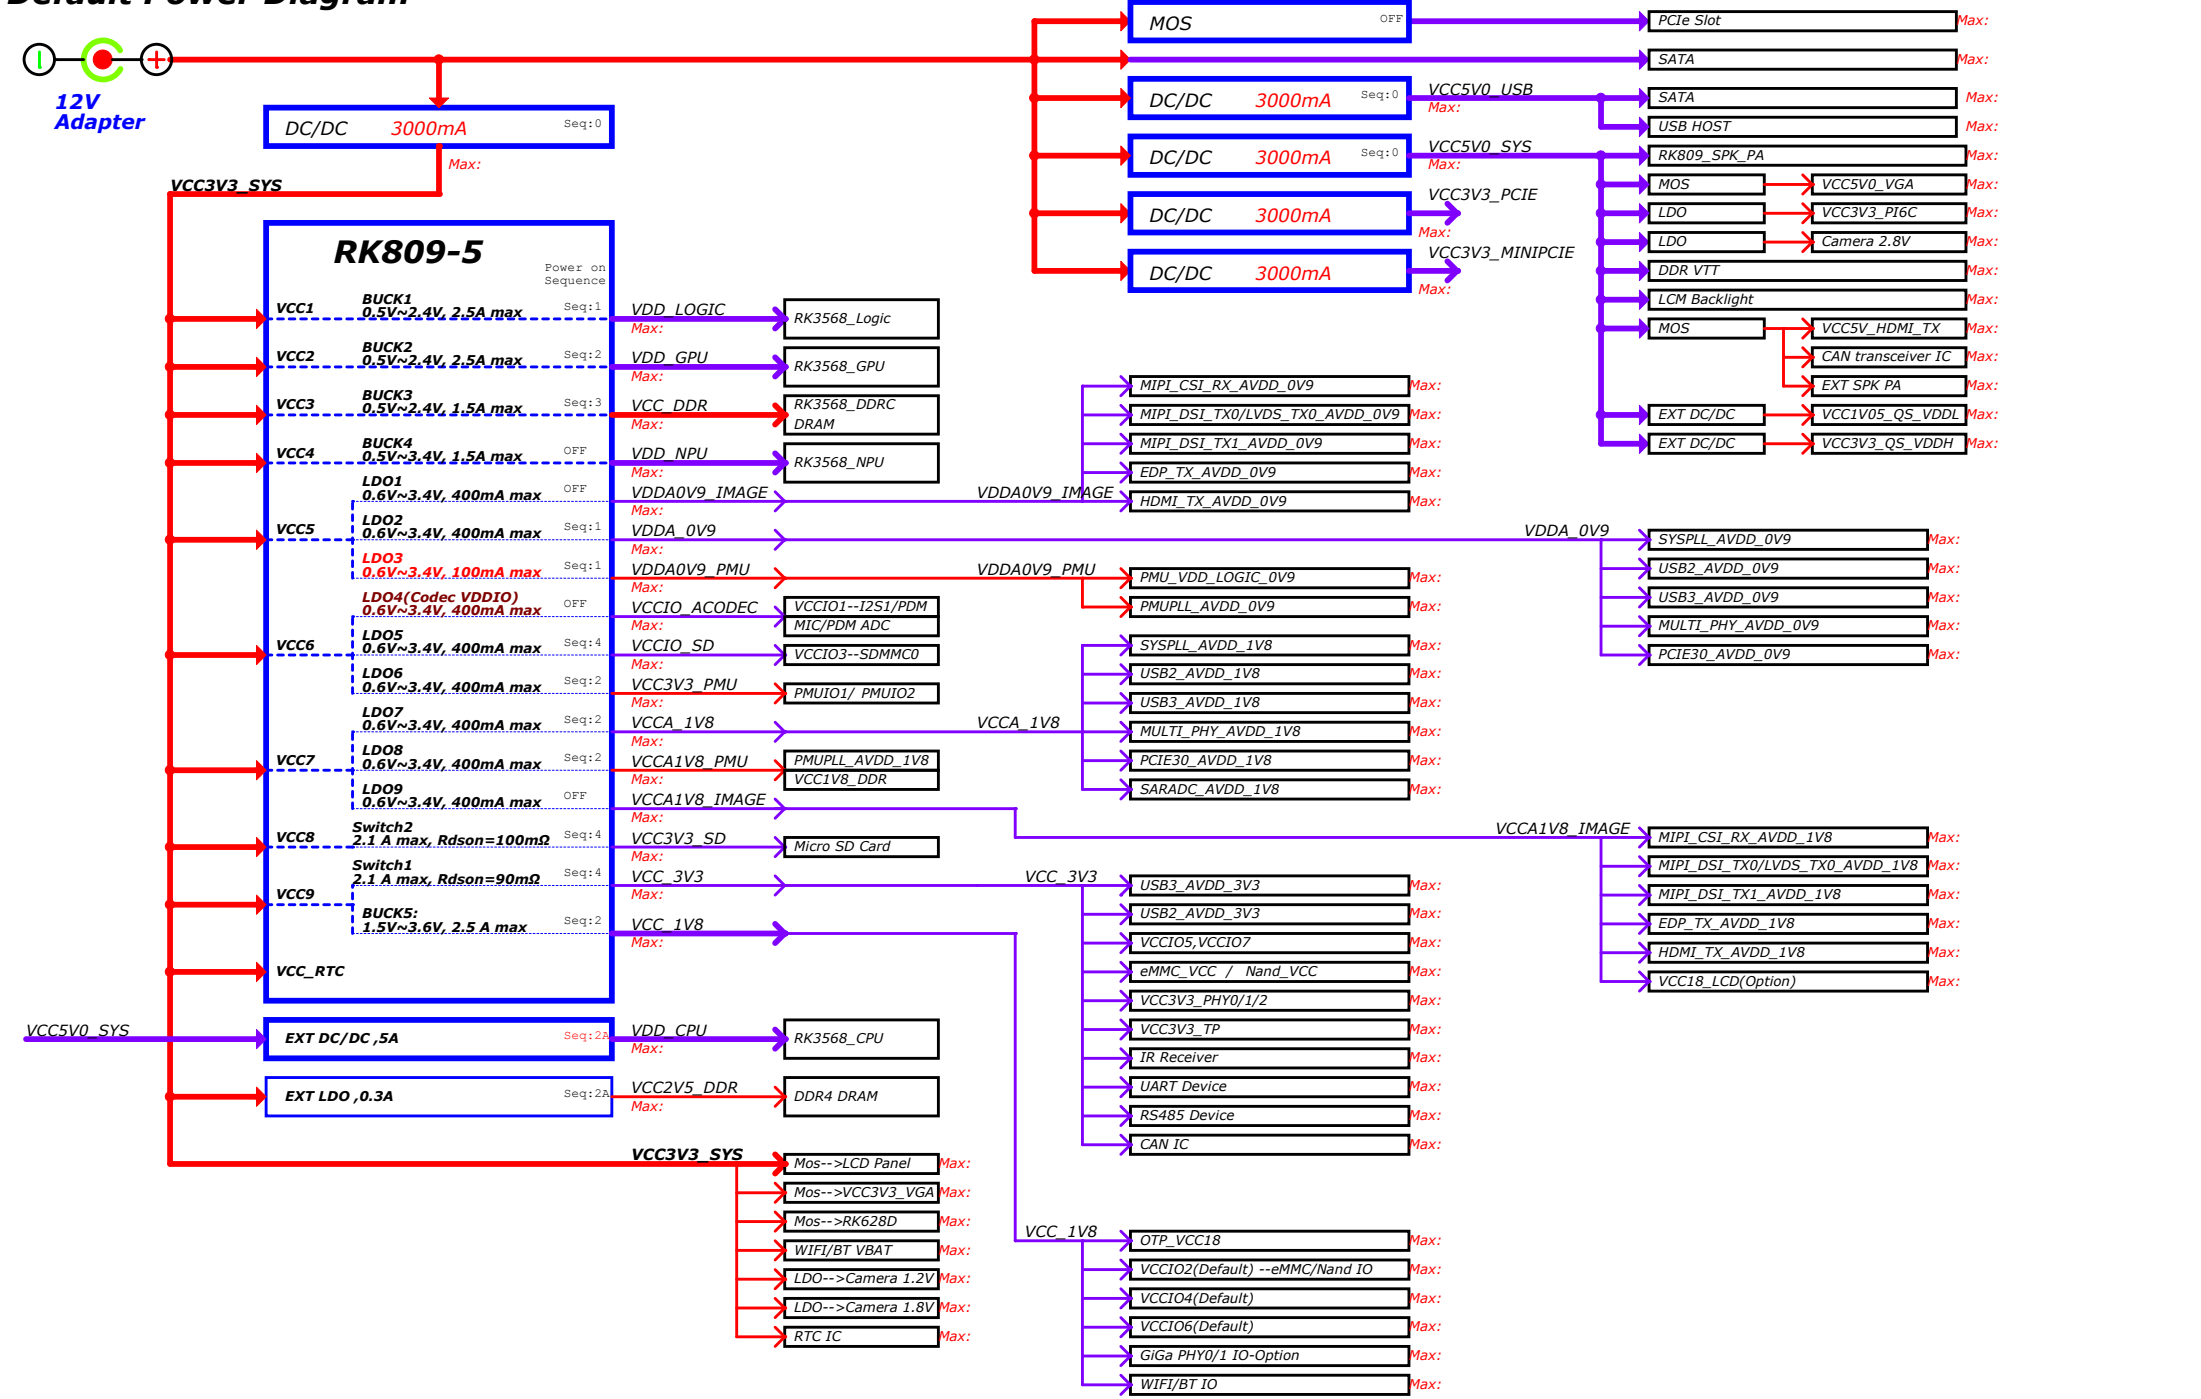 Default Power Diagram
12V
Adapter
DC/DC 3000mA Seq:0
Max:
VCC3V3_SYS
MOS OFF
PCIe Slot Max:
SATA Max:
DC/DC 3000mA Seq:0
VCC5V0_USB
Max:
SATA Max:
USB HOST Max:
DC/DC 3000mA Seq:0
VCC5V0_SYS
Max:
RK809_SPK_PA Max:
MOS VCC5V0_VGA Max:
DC/DC 3000mA
VCC3V3_PCIE
Max:
LDO VCC3V3_PI6C Max:
LDO Camera 2.8V Max:
DC/DC 3000mA
VCC3V3_MINIPCIE
Max:
DDR VTT Max:
LCM Backlight Max:
MOS VCC5V_HDMI_TX Max:
CAN transceiver IC Max:
EXT SPK PA Max:
EXT DC/DC VCC1V05_QS_VDDL Max:
EXT DC/DC VCC3V3_QS_VDDH Max:
RK809-5
Power on
Sequence
VCC1
BUCK1
0.5V~2.4V, 2.5A max
Seq:1
VDD_LOGIC
Max:
RK3568_Logic
VCC2
BUCK2
0.5V~2.4V, 2.5A max
Seq:2
VDD_GPU
Max:
RK3568_GPU
VCC3
BUCK3
0.5V~2.4V, 1.5A max
Seq:3
VCC_DDR
Max:
RK3568_DDRC
DRAM
VCC4
BUCK4
0.5V~3.4V, 1.5A max
OFF
VDD_NPU
Max:
RK3568_NPU
VCC5
LDO1
0.6V~3.4V, 400mA max
OFF
VDDA0V9_IMAGE
Max:
VDDA0V9_IMAGE
MIPI_CSI_RX_AVDD_0V9 Max:
MIPI_DSI_TX0/LVDS_TX0_AVDD_0V9 Max:
MIPI_DSI_TX1_AVDD_0V9 Max:
EDP_TX_AVDD_0V9 Max:
HDMI_TX_AVDD_0V9 Max:
LDO2
0.6V~3.4V, 400mA max
Seq:1
VDDA_0V9
Max:
VDDA_0V9
SYSPLL_AVDD_0V9 Max:
USB2_AVDD_0V9 Max:
USB3_AVDD_0V9 Max:
MULTI_PHY_AVDD_0V9 Max:
PCIE30_AVDD_0V9 Max:
LDO3
0.6V~3.4V, 100mA max
Seq:1
VDDA0V9_PMU
Max:
VDDA0V9_PMU
PMU_VDD_LOGIC_0V9 Max:
PMUPLL_AVDD_0V9 Max:
VCC6
LDO4(Codec VDDIO)
0.6V~3.4V, 400mA max
OFF
VCCIO_ACODEC
Max:
VCCIO1--I2S1/PDM
MIC/PDM ADC
LDO5
0.6V~3.4V, 400mA max
Seq:4
VCCIO_SD
Max:
VCCIO3--SDMMC0
LDO6
0.6V~3.4V, 400mA max
Seq:2
VCC3V3_PMU
Max:
PMUIO1/ PMUIO2
VCC7
LDO7
0.6V~3.4V, 400mA max
Seq:2
VCCA_1V8
Max:
VCCA_1V8
SYSPLL_AVDD_1V8 Max:
USB2_AVDD_1V8 Max:
USB3_AVDD_1V8 Max:
MULTI_PHY_AVDD_1V8 Max:
PCIE30_AVDD_1V8 Max:
SARADC_AVDD_1V8 Max:
LDO8
0.6V~3.4V, 400mA max
Seq:2
VCCA1V8_PMU
Max:
PMUPLL_AVDD_1V8
VCC1V8_DDR
LDO9
0.6V~3.4V, 400mA max
OFF
VCCA1V8_IMAGE
Max:
VCCA1V8_IMAGE
MIPI_CSI_RX_AVDD_1V8 Max:
MIPI_DSI_TX0/LVDS_TX0_AVDD_1V8 Max:
MIPI_DSI_TX1_AVDD_1V8 Max:
EDP_TX_AVDD_1V8 Max:
HDMI_TX_AVDD_1V8 Max:
VCC18_LCD(Option) Max:
VCC8
Switch2
2.1 A max, Rdson=100mΩ
Seq:4
VCC3V3_SD
Max:
Micro SD Card
VCC9
Switch1
2.1 A max, Rdson=90mΩ
Seq:4
VCC_3V3
Max:
VCC_3V3
USB3_AVDD_3V3 Max:
USB2_AVDD_3V3 Max:
VCCIO5,VCCIO7 Max:
eMMC_VCC / Nand_VCC Max:
VCC3V3_PHY0/1/2 Max:
VCC3V3_TP Max:
IR Receiver Max:
UART Device Max:
RS485 Device Max:
CAN IC Max:
BUCK5:
1.5V~3.6V, 2.5 A max
Seq:2
VCC_1V8
Max:
VCC_RTC
VCC5V0_SYS
EXT DC/DC ,5A
Seq:2A
VDD_CPU
Max:
RK3568_CPU
EXT LDO ,0.3A
Seq:2A
VCC2V5_DDR
Max:
DDR4 DRAM
VCC3V3_SYS
Mos-->LCD Panel Max:
Mos-->VCC3V3_VGA Max:
Mos-->RK628D Max:
WIFI/BT VBAT Max:
LDO-->Camera 1.2V Max:
LDO-->Camera 1.8V Max:
RTC IC Max:
VCC_1V8
OTP_VCC18 Max:
VCCIO2(Default) --eMMC/Nand IO Max:
VCCIO4(Default) Max:
VCCIO6(Default) Max:
GiGa PHY0/1 IO-Option Max:
WIFI/BT IO Max: